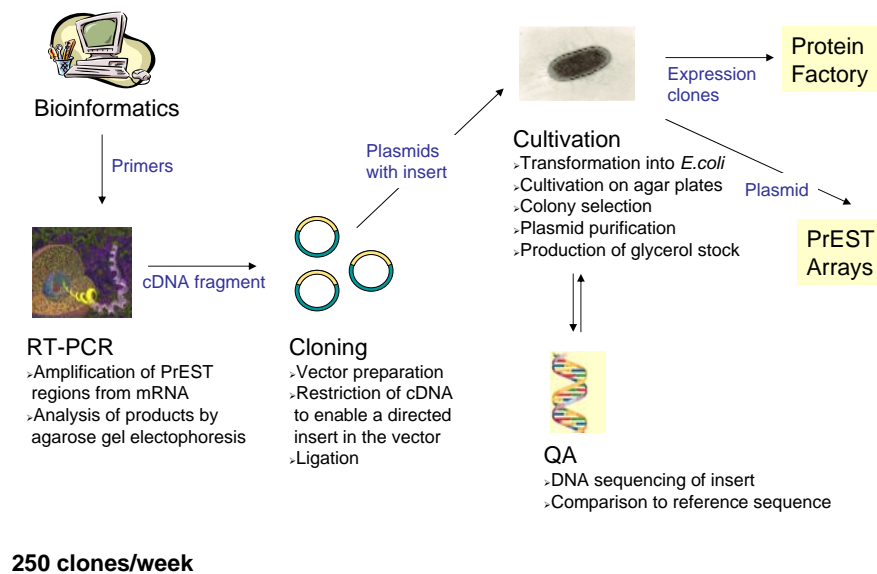 Bioinformatics
Primers
RT-PCR
➢Amplification of PrEST
regions from mRNA
➢Analysis of products by
agarose gel electophoresis
cDNA fragment
Cloning
➢Vector preparation
➢Restriction of cDNA
to enable a directed
insert in the vector
➢Ligation
Plasmids
with insert
Cultivation
➢Transformation into E.coli
➢Cultivation on agar plates
➢Colony selection
➢Plasmid purification
➢Production of glycerol stock
Expression
clones
Protein
Factory
Plasmid
PrEST
Arrays
QA
➢DNA sequencing of insert
➢Comparison to reference sequence
250 clones/week